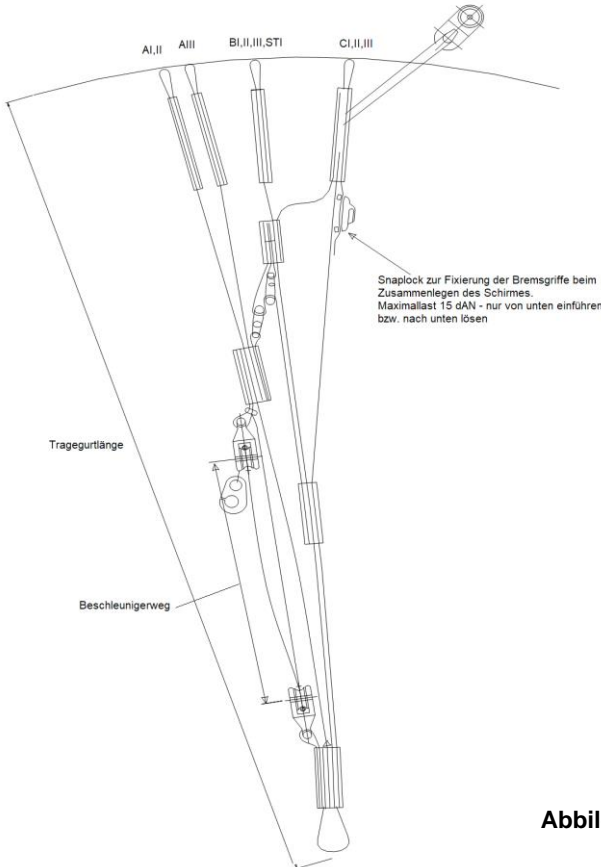 AI,II
AIII
BI,II,III,STI
CI,II,III
Snaplock zur Fixierung der Bremsgriffe beim
Zusammenlegen des Schirmes.
Maximallast 15 dAN - nur von unten einführen
bzw. nach unten lösen
Tragegurtlänge
Beschleunigerweg
Abbil